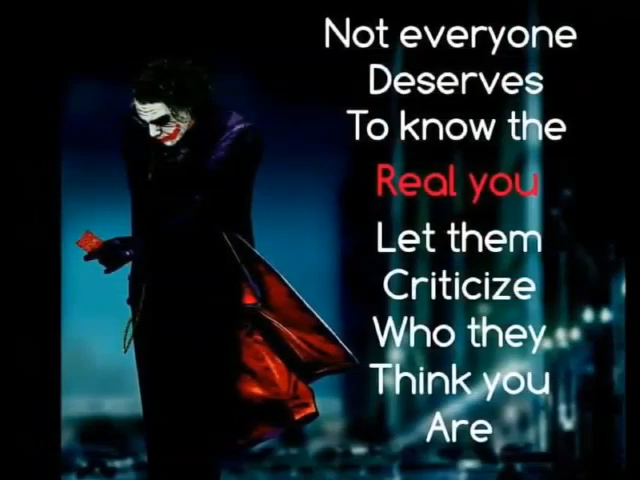 Not everyone
Deserves
To know the
Real you
Let them
Criticize
Who they
Think you
Are